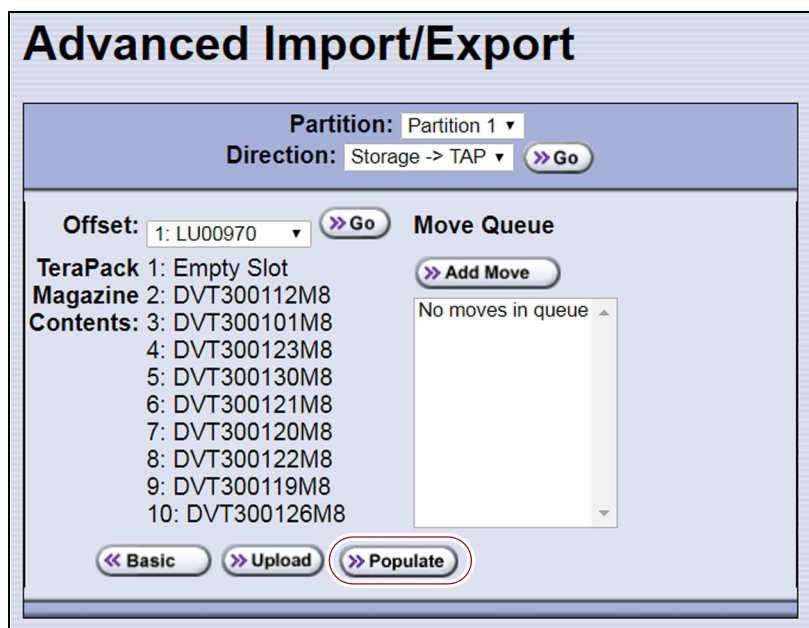 Advanced Import/Export
Partition: Partition 1
Direction: Storage -> TAP Go
Offset: 1: LU00970 Go
TeraPack Magazine Contents:
1: Empty Slot
2: DVT300112M8
3: DVT300101M8
4: DVT300123M8
5: DVT300130M8
6: DVT300121M8
7: DVT300120M8
8: DVT300122M8
9: DVT300119M8
10: DVT300126M8
Move Queue
Add Move
No moves in queue
Basic Upload Populate